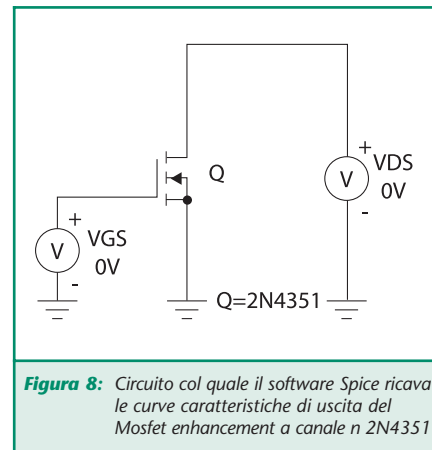 +
VDS
Q
V
0V
-
+
VGS
V
0V
-
Q=2N4351
Figura 8: Circuito col quale il software Spice ricava
le curve caratteristiche di uscita del
Mosfet enhancement a canale n 2N4351